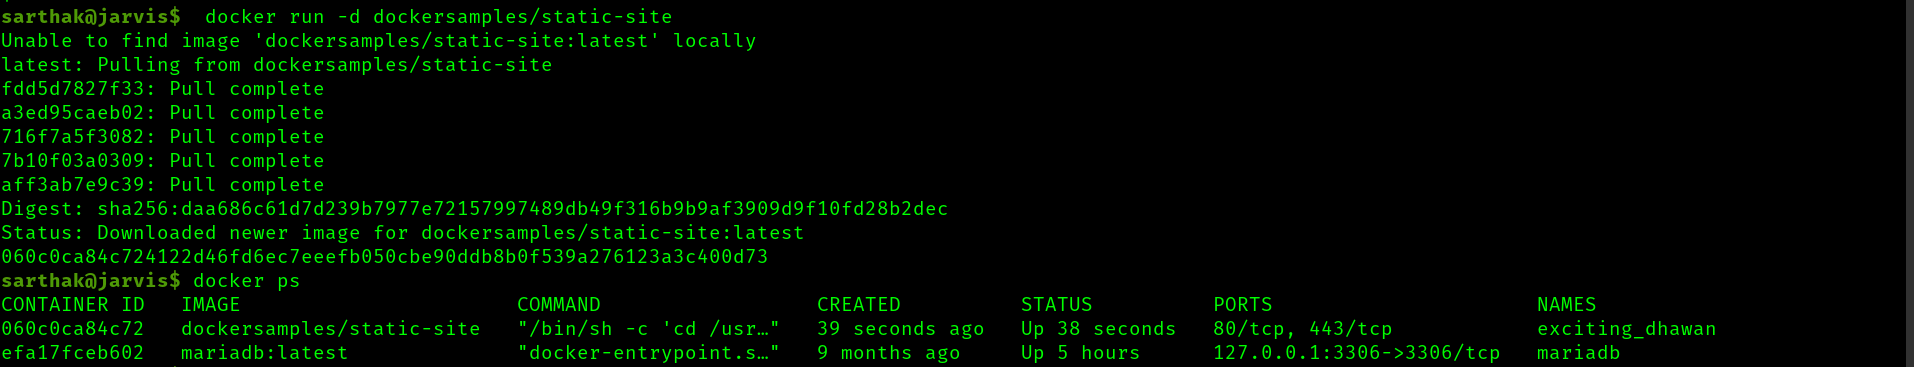 sarthak@jarvis$  docker run -d dockersamples/static-site
Unable to find image 'dockersamples/static-site:latest' locally
latest: Pulling from dockersamples/static-site
fdd5d7827f33: Pull complete
a3ed95caeb02: Pull complete
716f7a5f3082: Pull complete
7b10f03a0309: Pull complete
aff3ab7e9c39: Pull complete
Digest: sha256:daa686c61d7d239b7977e72157997489db49f316b9b9af3909d9f10fd28b2dec
Status: Downloaded newer image for dockersamples/static-site:latest
060c0ca84c724122d46fd6ec7eeefb050cbe90ddb8b0f539a276123a3c400d73
sarthak@jarvis$ docker ps
CONTAINER ID   IMAGE                       COMMAND                  CREATED          STATUS          PORTS                      NAMES
060c0ca84c72   dockersamples/static-site   "/bin/sh -c 'cd /usr…"   39 seconds ago   Up 38 seconds   80/tcp, 443/tcp            exciting_dhawan
efa17fceb602   mariadb:latest              "docker-entrypoint.s…"   9 months ago     Up 5 hours      127.0.0.1:3306->3306/tcp   mariadb